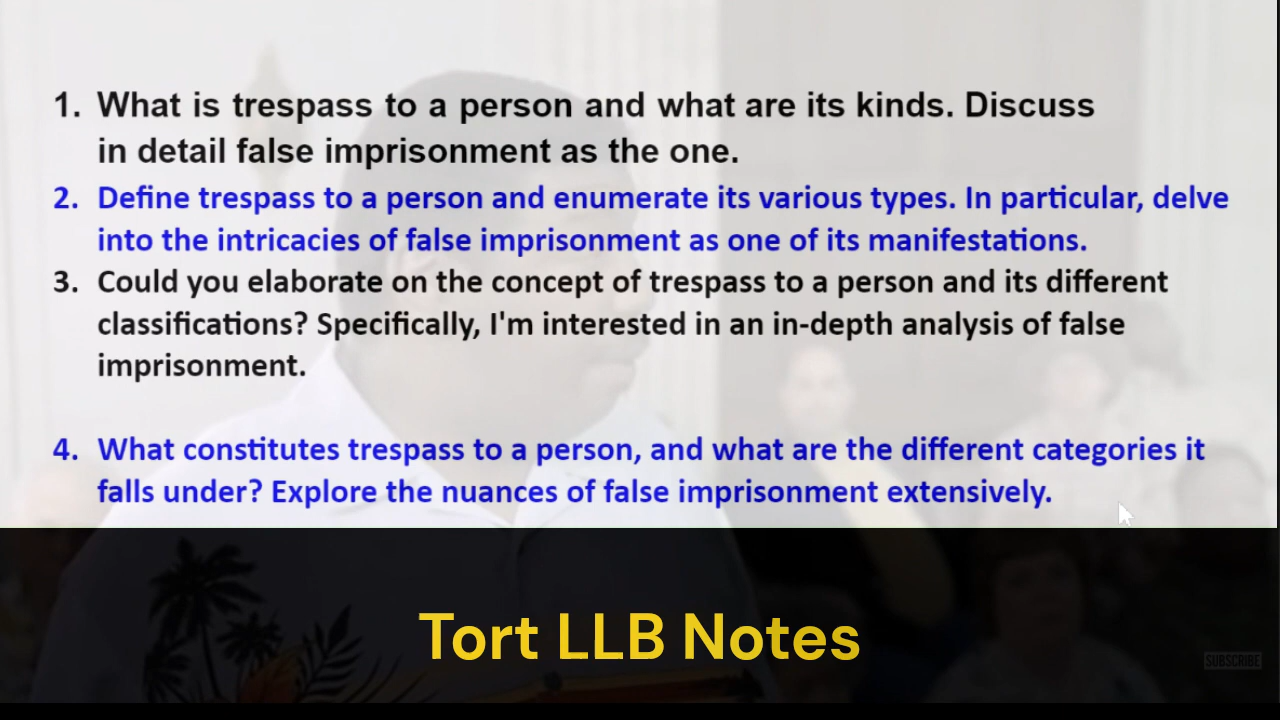 1. What is trespass to a person and what are its kinds. Discuss
in detail false imprisonment as the one.
2. Define trespass to a person and enumerate its various types. In particular, delve
into the intricacies of false imprisonment as one of its manifestations.
3. Could you elaborate on the concept of trespass to a person and its different
classifications? Specifically, I'm interested in an in-depth analysis of false
imprisonment.
4. What constitutes trespass to a person, and what are the different categories it
falls under? Explore the nuances of false imprisonment extensively.
Tort LLB Notes
SUBSCRIBE